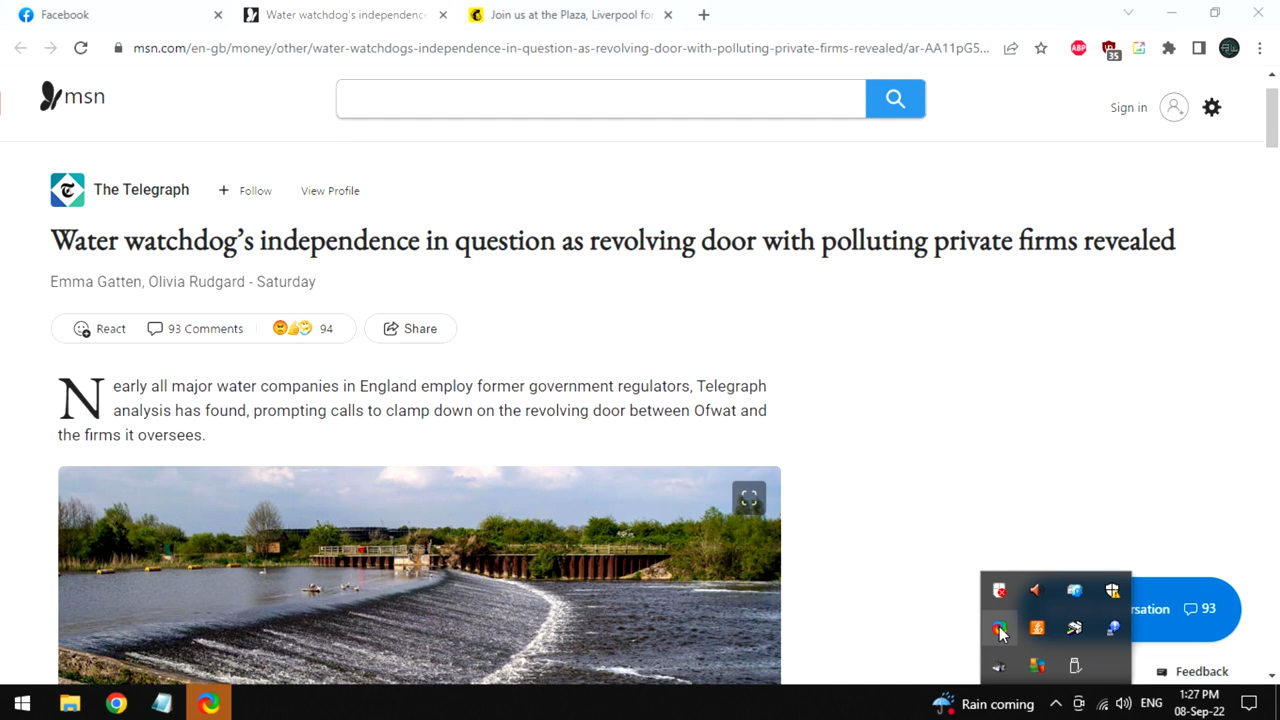 Facebook
Water watchdog's independence
Join us at the Plaza, Liverpool for
msn.com/en-gb/money/other/water-watchdogs-independence-in-question-as-revolving-door-with-polluting-private-firms-revealed/ar-AA11pG5...
ABP
35
msn
Sign in
The Telegraph
+ Follow
View Profile
Water watchdog’s independence in question as revolving door with polluting private firms revealed
Emma Gatten, Olivia Rudgard - Saturday
React
93 Comments
94
Share
Nearly all major water companies in England employ former government regulators, Telegraph
analysis has found, prompting calls to clamp down on the revolving door between Ofwat and
the firms it oversees.
rsation
93
Feedback
Rain coming
ENG
1:27 PM
08-Sep-22